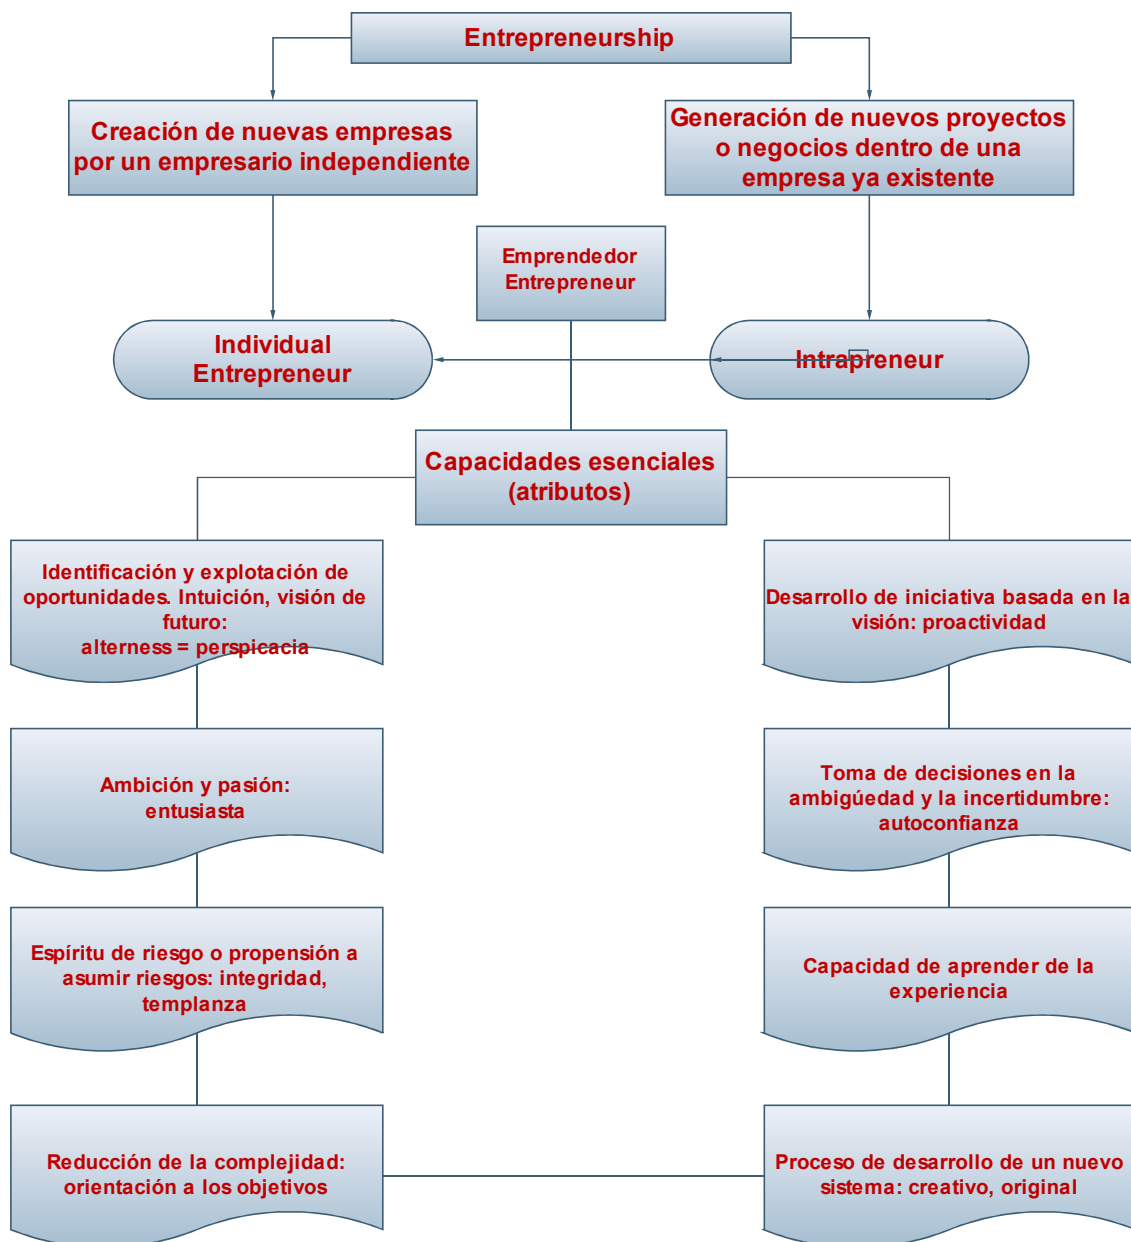 Entrepreneurship
Creación de nuevas empresas
por un empresario independiente
Generación de nuevos proyectos
o negocios dentro de una
empresa ya existente
Emprendedor
Entrepreneur
Individual
Entrepreneur
Intrapreneur
Capacidades esenciales
(atributos)
Identificación y explotación de
oportunidades. Intuición, visión de
futuro:
alterness = perspicacia
Desarrollo de iniciativa basada en la
visión: proactividad
Ambición y pasión:
entusiasta
Toma de decisiones en la
ambigúedad y la incertidumbre:
autoconfianza
Espíritu de riesgo o propensión a
asumir riesgos: integridad,
templanza
Capacidad de aprender de la
experiencia
Reducción de la complejidad:
orientación a los objetivos
Proceso de desarrollo de un nuevo
sistema: creativo, original